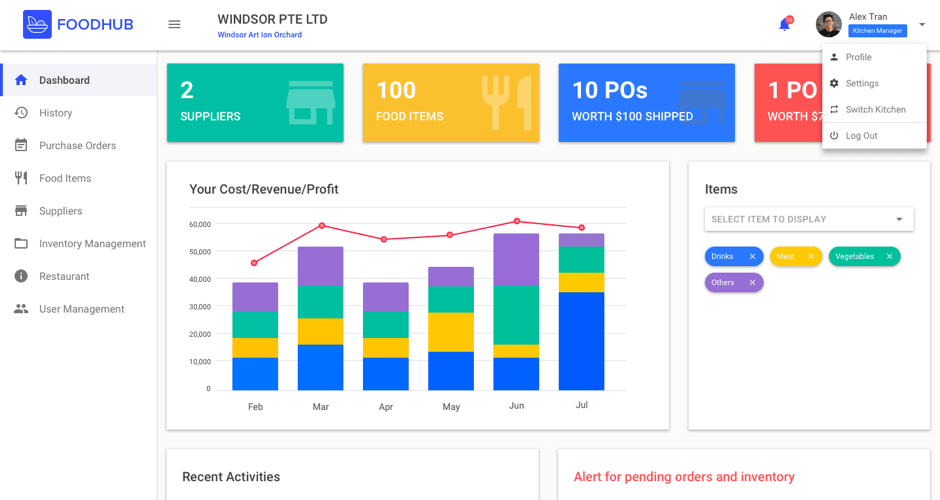 FOODHUB
WINDSOR PTE LTD
Windsor Art Ion Orchard
Alex Tran
Kitchen Manager
Profile
Settings
Switch Kitchen
Log Out
Dashboard
History
Purchase Orders
Food Items
Suppliers
Inventory Management
Restaurant
User Management
2
SUPPLIERS
100
FOOD ITEMS
10 POs
WORTH $100 SHIPPED
1 PO
WORTH $7
Your Cost/Revenue/Profit
60,000
50,000
40,000
30,000
20,000
10,000
0
Feb
Mar
Apr
May
Jun
Jul
Items
SELECT ITEM TO DISPLAY
Drinks
Meat
Vegetables
Others
Recent Activities
Alert for pending orders and inventory